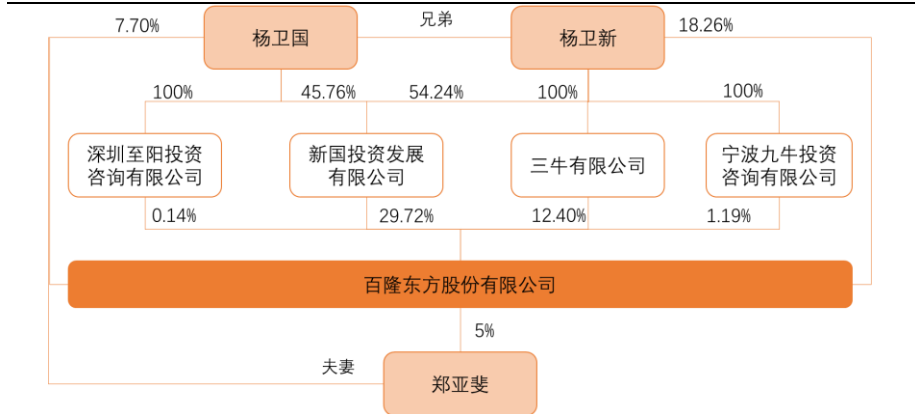 7.70%
杨卫国
兄弟
杨卫新
18.26%
100%
45.76%
54.24%
100%
100%
深圳至阳投资
咨询有限公司
新国投资发展
有限公司
三牛有限公司
宁波九牛投资
咨询有限公司
0.14%
29.72%
12.40%
1.19%
百隆东方股份有限公司
5%
夫妻
郑亚斐